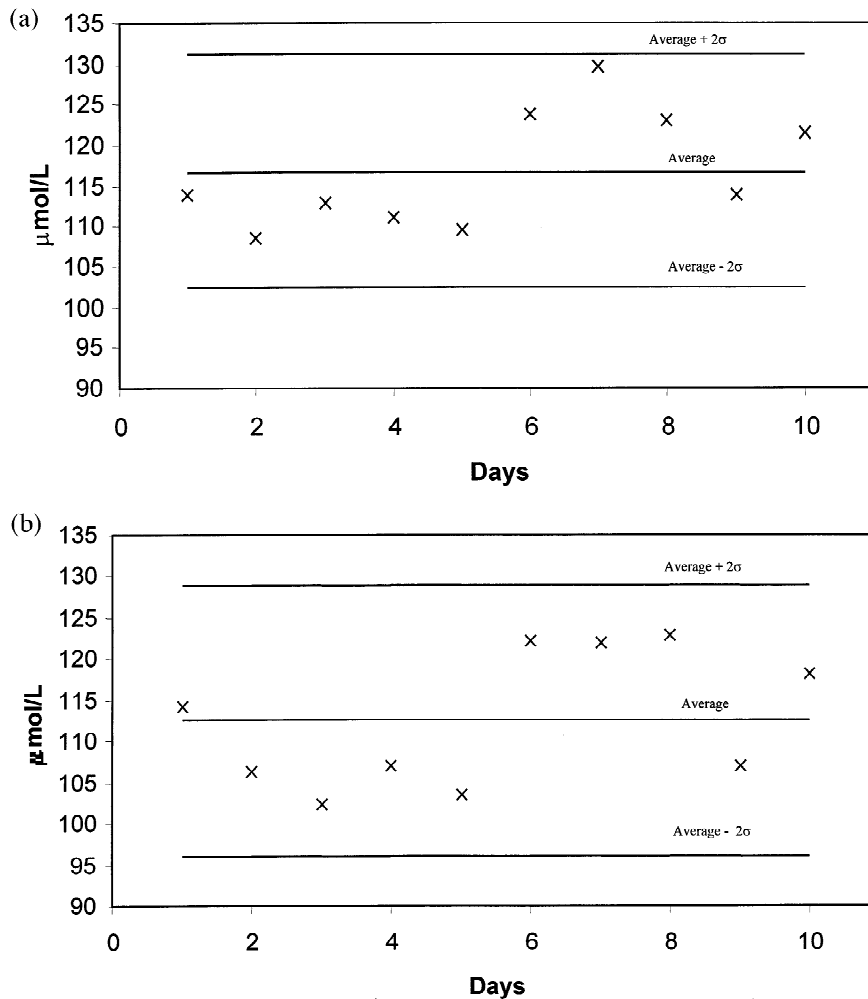 (a)
135
130
125
120
115
110
105
100
95
90
μmol/L
Average + 2σ
Average
Average - 2σ
0 2 4 6 8 10
Days
(b)
135
130
125
120
115
110
105
100
95
90
μmol/L
Average + 2σ
Average
Average - 2σ
0 2 4 6 8 10
Days